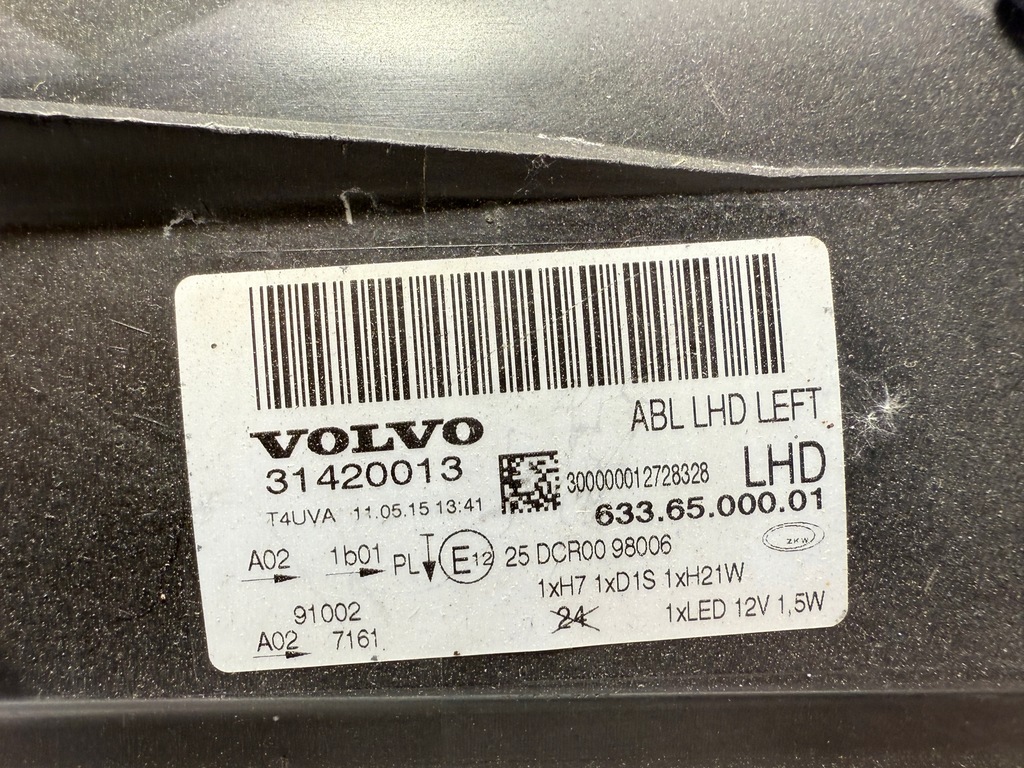 ABL LHD LEFT
VOLVO
31420013
300000012728328
LHD
T4UVA 11.05.15 13:41
633.65.000.01
ZKW
A02 1b01 PL E12 25 DCR00 98006
1xH7 1xD1S 1xH21W
91002
24
1xLED 12V 1,5W
A02 7161